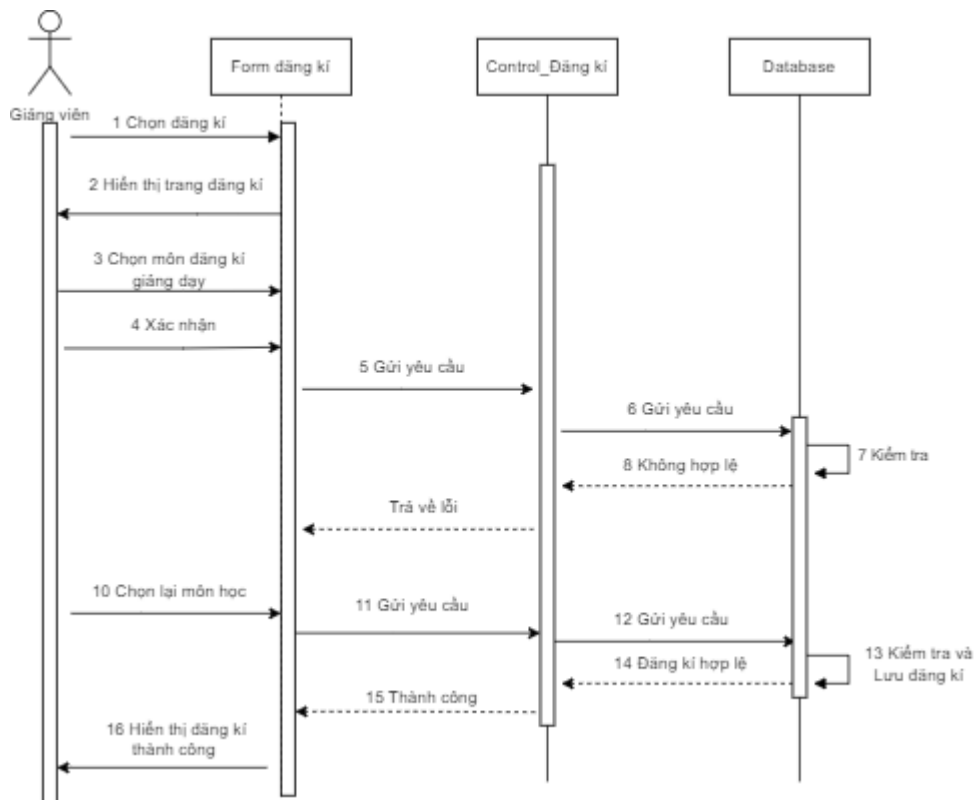 Form đăng kí
Control_Đăng kí
Database
Giảng viên
1 Chọn đăng kí
2 Hiển thị trang đăng kí
3 Chọn môn đăng kí
giảng dạy
4 Xác nhận
5 Gửi yêu cầu
6 Gửi yêu cầu
7 Kiểm tra
8 Không hợp lệ
Trả về lỗi
10 Chọn lại môn học
11 Gửi yêu cầu
12 Gửi yêu cầu
13 Kiểm tra và
Lưu đăng kí
14 Đăng kí hợp lệ
15 Thành công
16 Hiển thị đăng kí
thành công